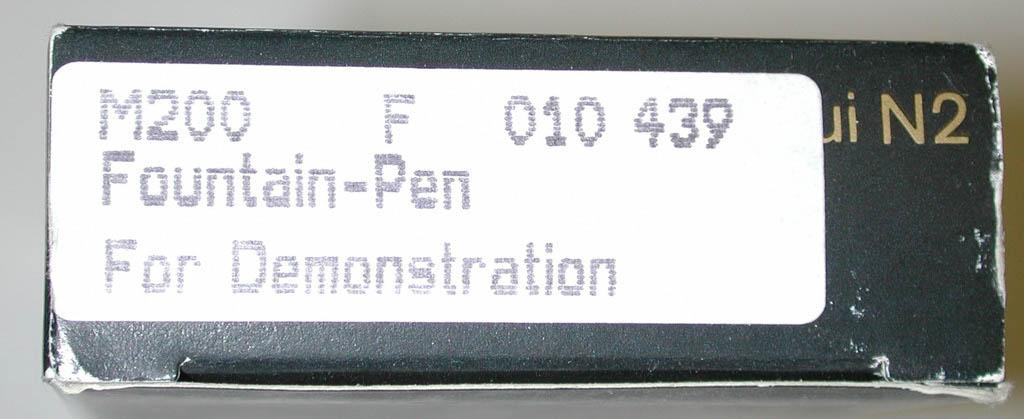 M200 F 010 439
Fountain-Pen
For Demonstration
ui N2